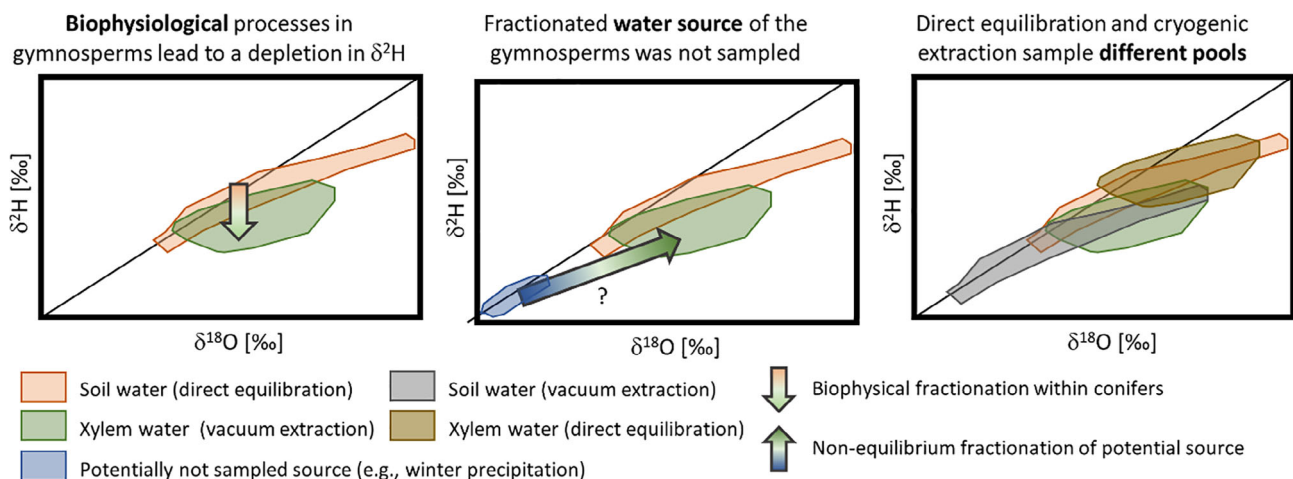 Biophysiological processes in
gymnosperms lead to a depletion in δ²H
Fractionated water source of the
gymnosperms was not sampled
Direct equilibration and cryogenic
extraction sample different pools
δ²H [‰]
δ¹⁸O [‰]
δ²H [‰]
?
δ¹⁸O [‰]
δ²H [‰]
δ¹⁸O [‰]
Soil water (direct equilibration)
Soil water (vacuum extraction)
Biophysical fractionation within conifers
Xylem water (vacuum extraction)
Xylem water (direct equilibration)
Non-equilibrium fractionation of potential source
Potentially not sampled source (e.g., winter precipitation)